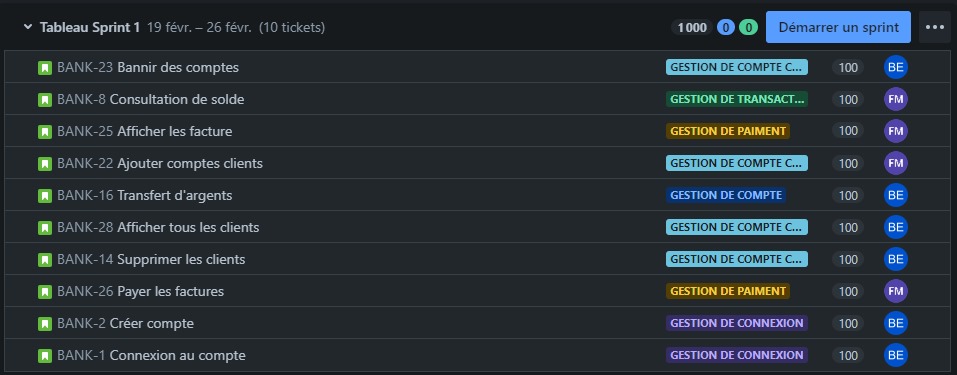 Tableau Sprint 1 19 févr. – 26 févr. (10 tickets) 1000 0 0 Démarrer un sprint
BANK-23 Bannir des comptes GESTION DE COMPTE C... 100 BE
BANK-8 Consultation de solde GESTION DE TRANSACT... 100 FM
BANK-25 Afficher les facture GESTION DE PAIMENT 100 FM
BANK-22 Ajouter comptes clients GESTION DE COMPTE C... 100 FM
BANK-16 Transfert d'argents GESTION DE COMPTE 100 BE
BANK-28 Afficher tous les clients GESTION DE COMPTE C... 100 BE
BANK-14 Supprimer les clients GESTION DE COMPTE C... 100 BE
BANK-26 Payer les factures GESTION DE PAIMENT 100 FM
BANK-2 Créer compte GESTION DE CONNEXION 100 BE
BANK-1 Connexion au compte GESTION DE CONNEXION 100 BE